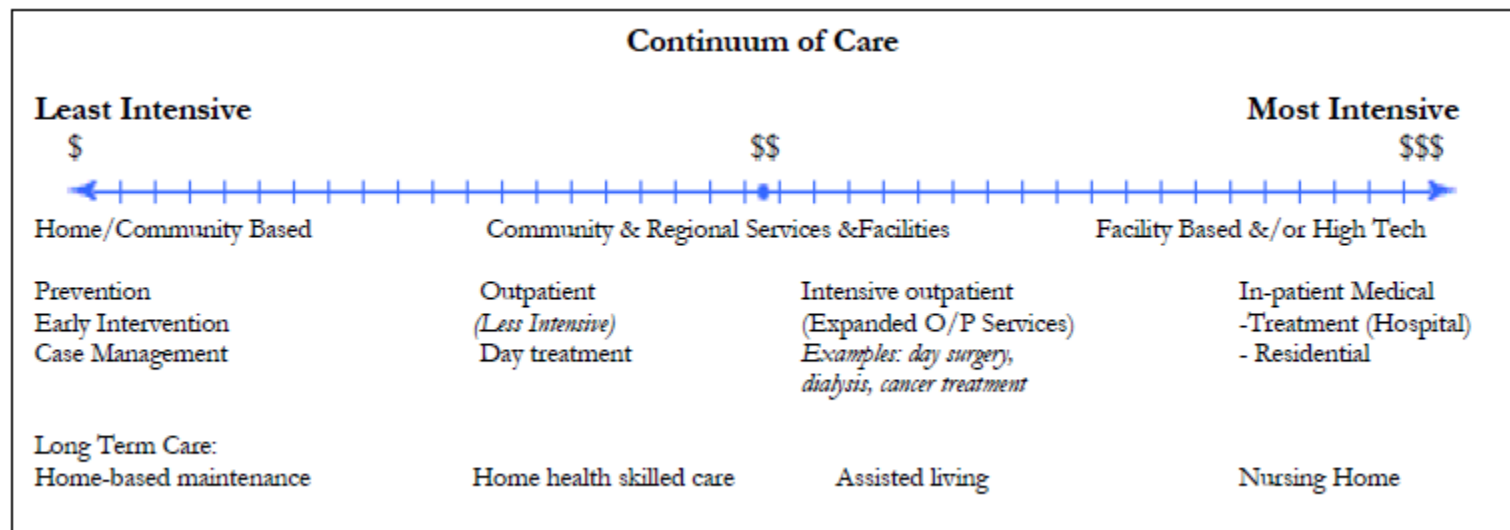 Continuum of Care
Least Intensive Most Intensive
$ $$ $$$
Home/Community Based Community & Regional Services &Facilities Facility Based &/or High Tech
Prevention Outpatient Intensive outpatient In-patient Medical
Early Intervention (Less Intensive) (Expanded O/P Services) -Treatment (Hospital)
Case Management Day treatment Examples: day surgery, - Residential
dialysis, cancer treatment
Long Term Care:
Home-based maintenance Home health skilled care Assisted living Nursing Home